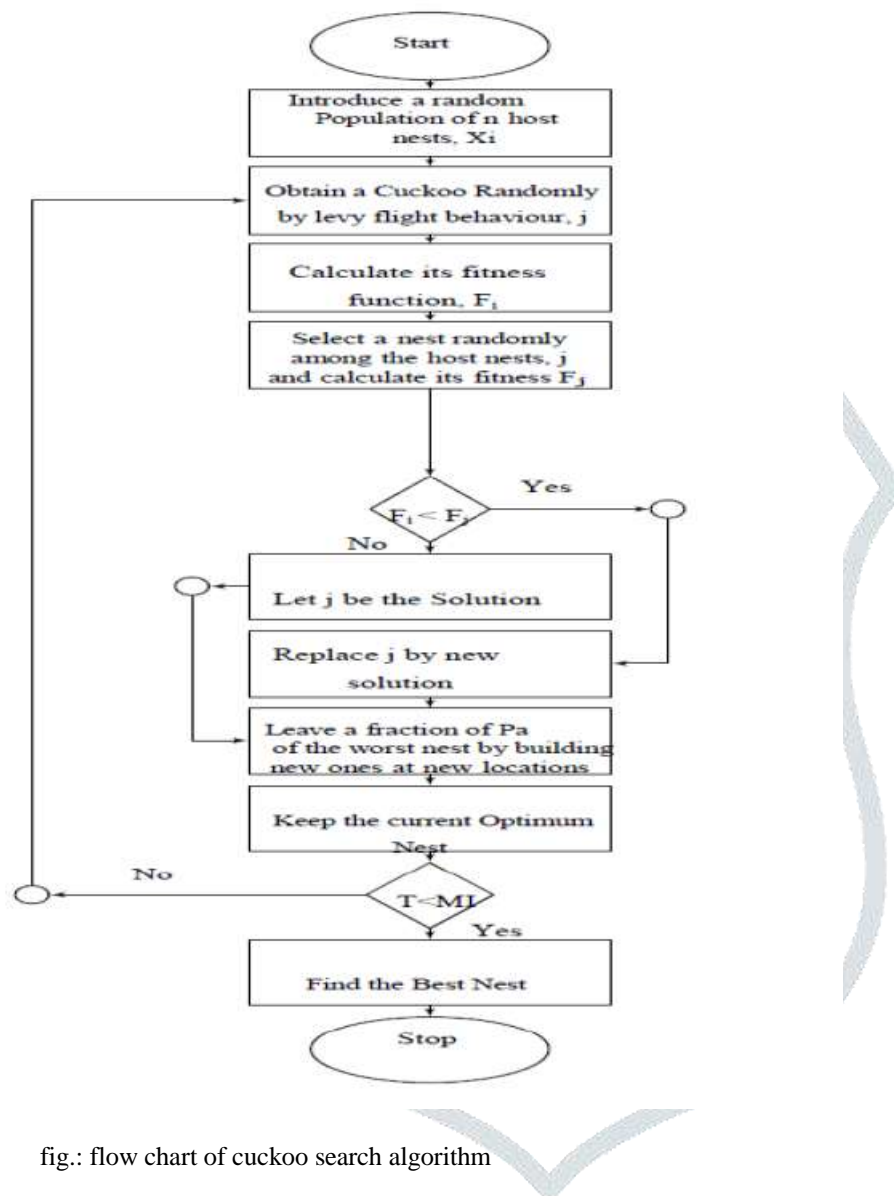 Start
Introduce a random
Population of n host
nests, Xi
Obtain a Cuckoo Randomly
by levy flight behaviour, j
Calculate its fitness
function, F₁
Select a nest randomly
among the host nests, j
and calculate its fitness Fj
F₁< Fj
Yes
No
Let j be the Solution
Replace j by new
solution
Leave a fraction of Pa
of the worst nest by building
new ones at new locations
Keep the current Optimum
Nest
No
T<MI
Yes
Find the Best Nest
Stop
fig.: flow chart of cuckoo search algorithm